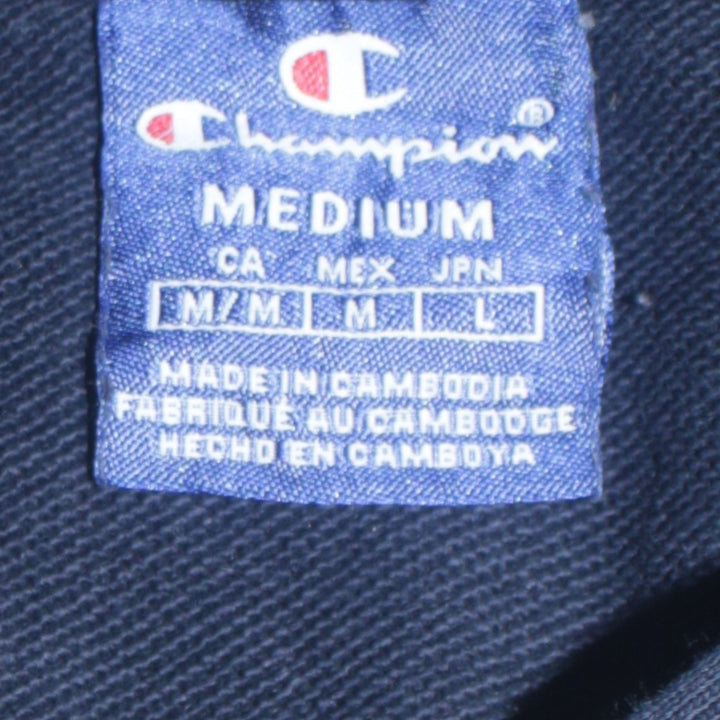 Champion®
MEDIUM
CA MEX JPN
M/M M L
MADE IN CAMBODIA
FABRIQUÉ AU CAMBODGE
HECHO EN CAMBOYA